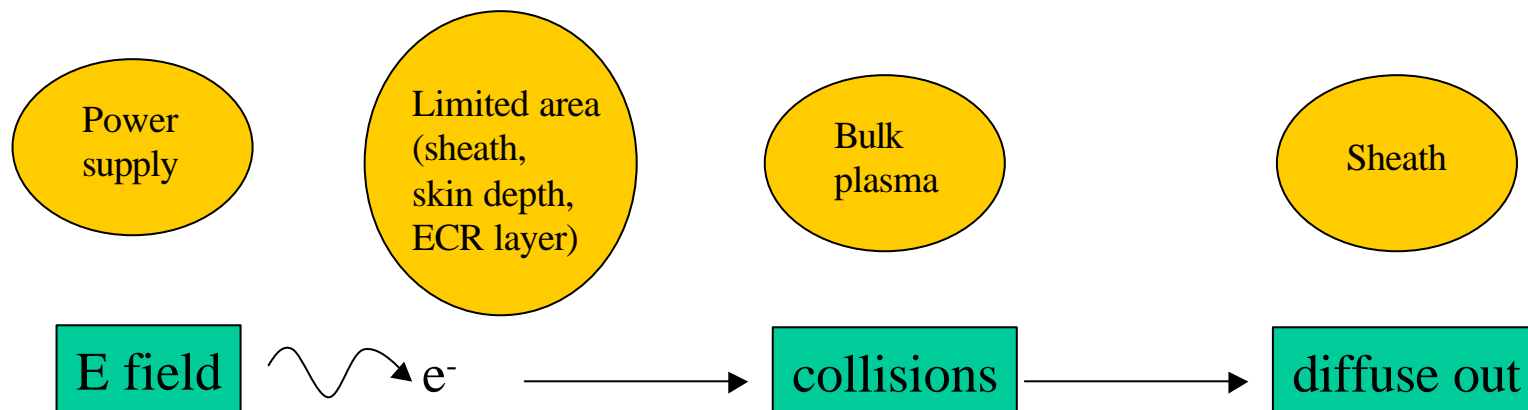 Power
supply
Limited area
(sheath,
skin depth,
ECR layer)
Bulk
plasma
Sheath
E field
e-
collisions
diffuse out